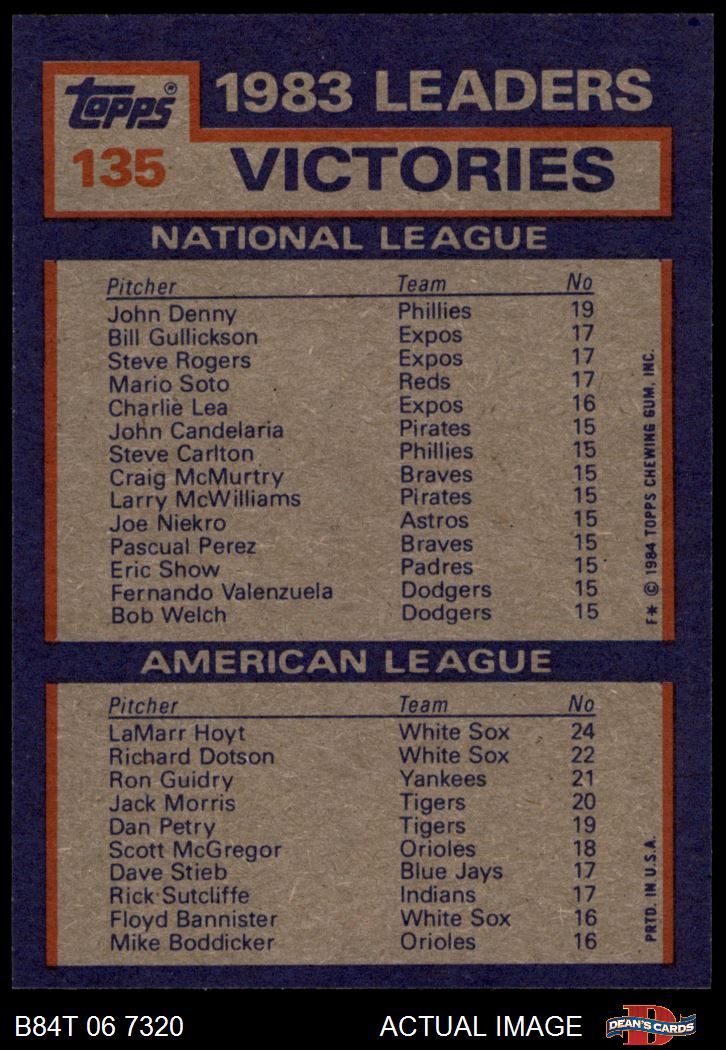 Topps®
1983 LEADERS
135
VICTORIES
NATIONAL LEAGUE
Pitcher Team No
John Denny Phillies 19
Bill Gullickson Expos 17
Steve Rogers Expos 17
Mario Soto Reds 17
Charlie Lea Expos 16
John Candelaria Pirates 15
Steve Carlton Phillies 15
Craig McMurtry Braves 15
Larry McWilliams Pirates 15
Joe Niekro Astros 15
Pascual Perez Braves 15
Eric Show Padres 15
Fernando Valenzuela Dodgers 15
Bob Welch Dodgers 15
F* © 1984 TOPPS CHEWING GUM, INC.
AMERICAN LEAGUE
Pitcher Team No
LaMarr Hoyt White Sox 24
Richard Dotson White Sox 22
Ron Guidry Yankees 21
Jack Morris Tigers 20
Dan Petry Tigers 19
Scott McGregor Orioles 18
Dave Stieb Blue Jays 17
Rick Sutcliffe Indians 17
Floyd Bannister White Sox 16
Mike Boddicker Orioles 16
PRTD. IN U.S.A.
B84T 06 7320 ACTUAL IMAGE
D
DEAN'S CARDS